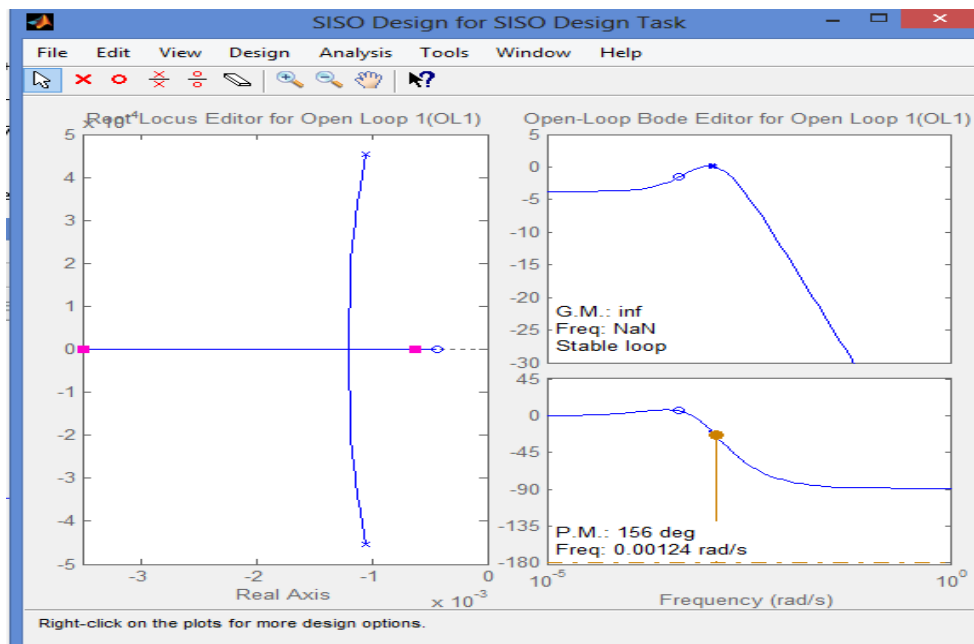 SISO Design for SISO Design Task
File Edit View Design Analysis Tools Window Help
Root Locus Editor for Open Loop 1(OL1)
× 10⁻⁴
5
4
3
2
1
0
-1
-2
-3
-4
-5
-3 -2 -1 0
Real Axis
× 10⁻³
Open-Loop Bode Editor for Open Loop 1(OL1)
5
0
-5
-10
-15
-20
-25
-30
G.M.: inf
Freq: NaN
Stable loop
45
0
-45
-90
-135
-180
P.M.: 156 deg
Freq: 0.00124 rad/s
10⁻⁵ 10⁰
Frequency (rad/s)
Right-click on the plots for more design options.